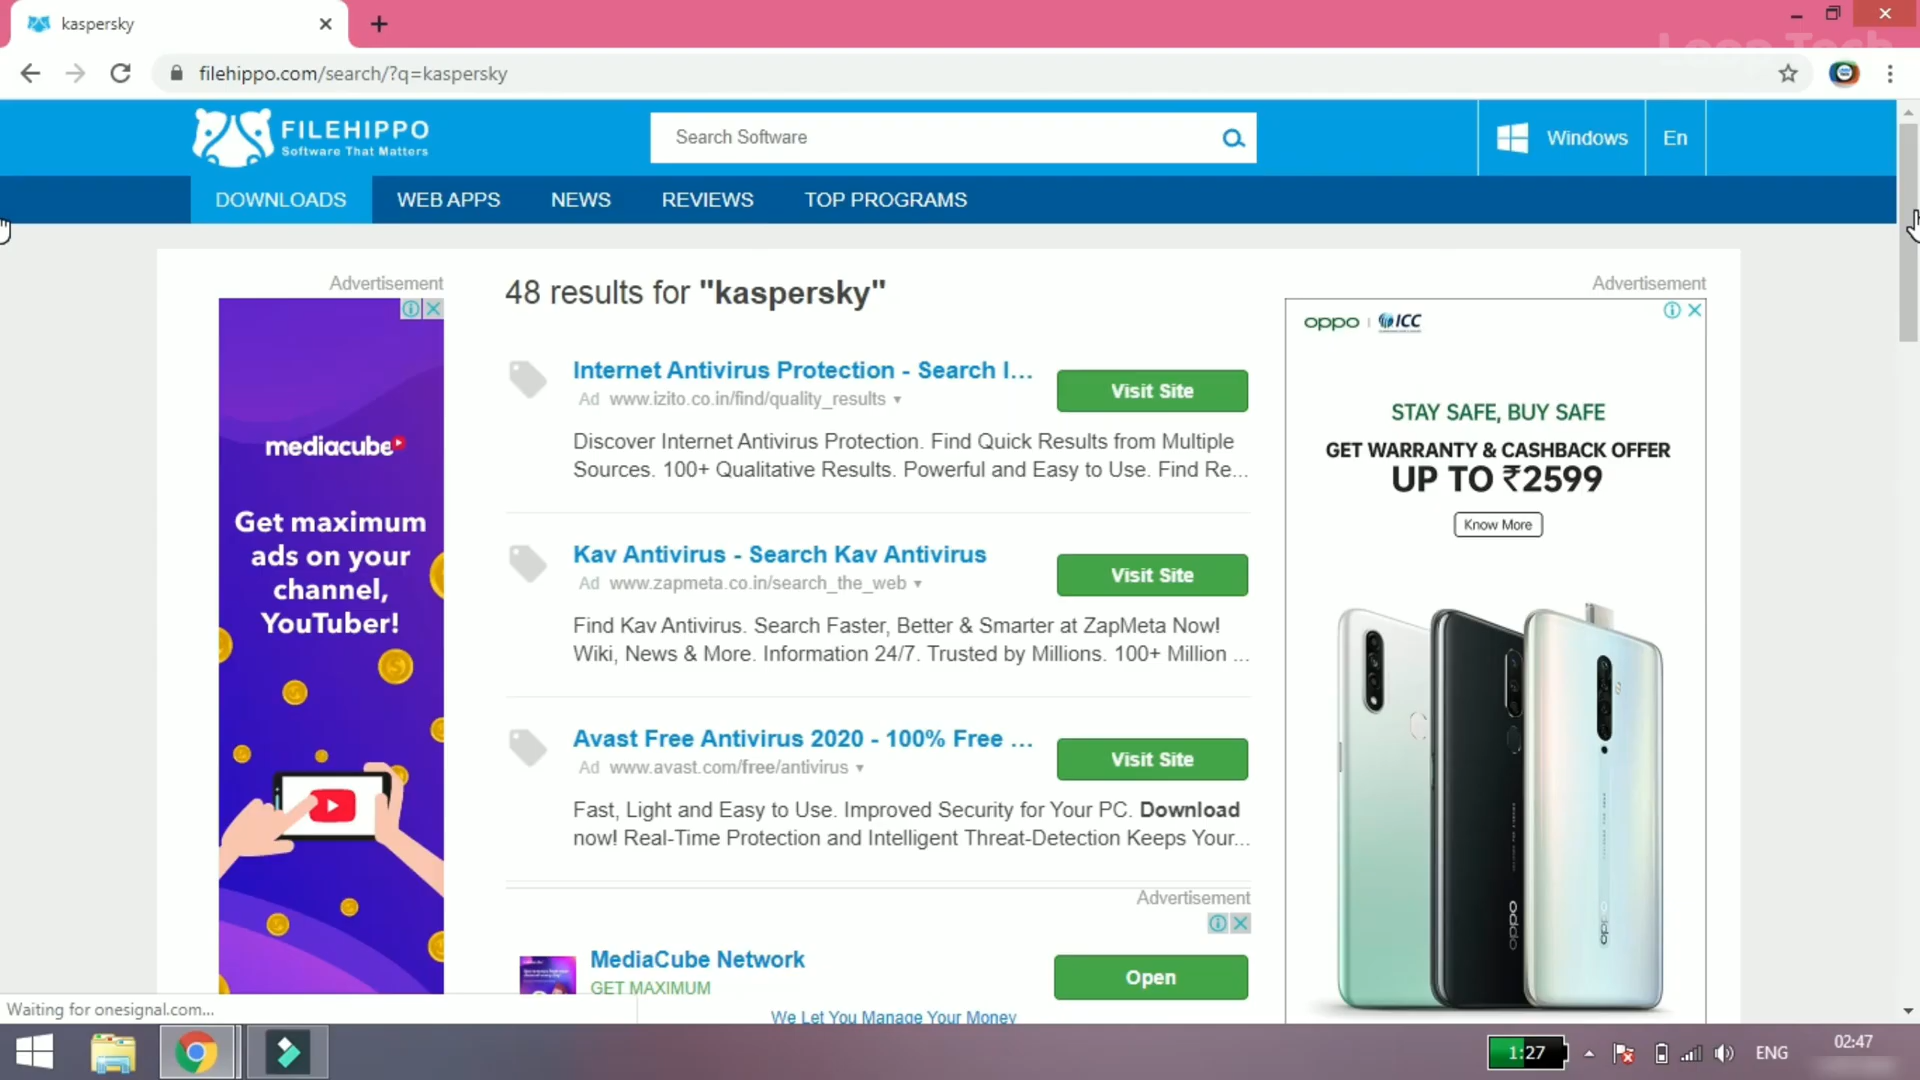 kaspersky
Loop Tech
filehippo.com/search/?q=kaspersky
FILEHIPPO
Software That Matters
Search Software
Windows
En
DOWNLOADS
WEB APPS
NEWS
REVIEWS
TOP PROGRAMS
Advertisement
mediacube
Get maximum
ads on your
channel,
YouTuber!
48 results for "kaspersky"
Internet Antivirus Protection - Search I...
Ad www.izito.co.in/find/quality_results
Visit Site
Discover Internet Antivirus Protection. Find Quick Results from Multiple
Sources. 100+ Qualitative Results. Powerful and Easy to Use. Find Re...
Kav Antivirus - Search Kav Antivirus
Ad www.zapmeta.co.in/search_the_web
Visit Site
Find Kav Antivirus. Search Faster, Better & Smarter at ZapMeta Now!
Wiki, News & More. Information 24/7. Trusted by Millions. 100+ Million ...
Avast Free Antivirus 2020 - 100% Free ...
Ad www.avast.com/free/antivirus
Visit Site
Fast, Light and Easy to Use. Improved Security for Your PC. Download
now! Real-Time Protection and Intelligent Threat-Detection Keeps Your...
Advertisement
MediaCube Network
GET MAXIMUM
Open
We Let You Manage Your Money
Advertisement
oppo | ICC
STAY SAFE, BUY SAFE
GET WARRANTY & CASHBACK OFFER
UP TO ₹2599
Know More
oppo
oppo
Waiting for onesignal.com...
1:27
ENG
02:47